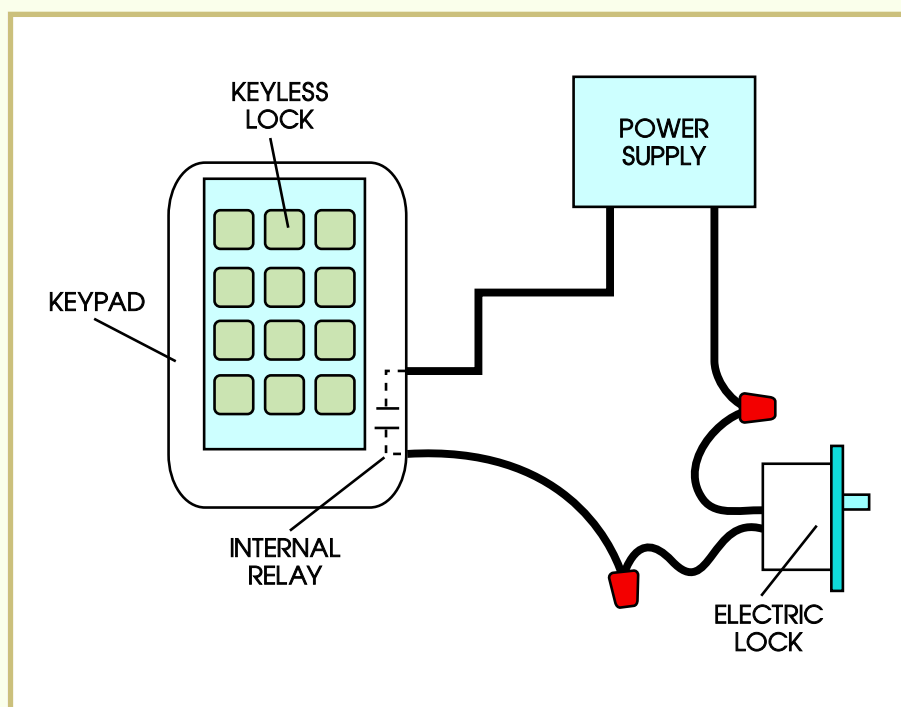 KEYLESS
LOCK
POWER
SUPPLY
KEYPAD
INTERNAL
RELAY
ELECTRIC
LOCK